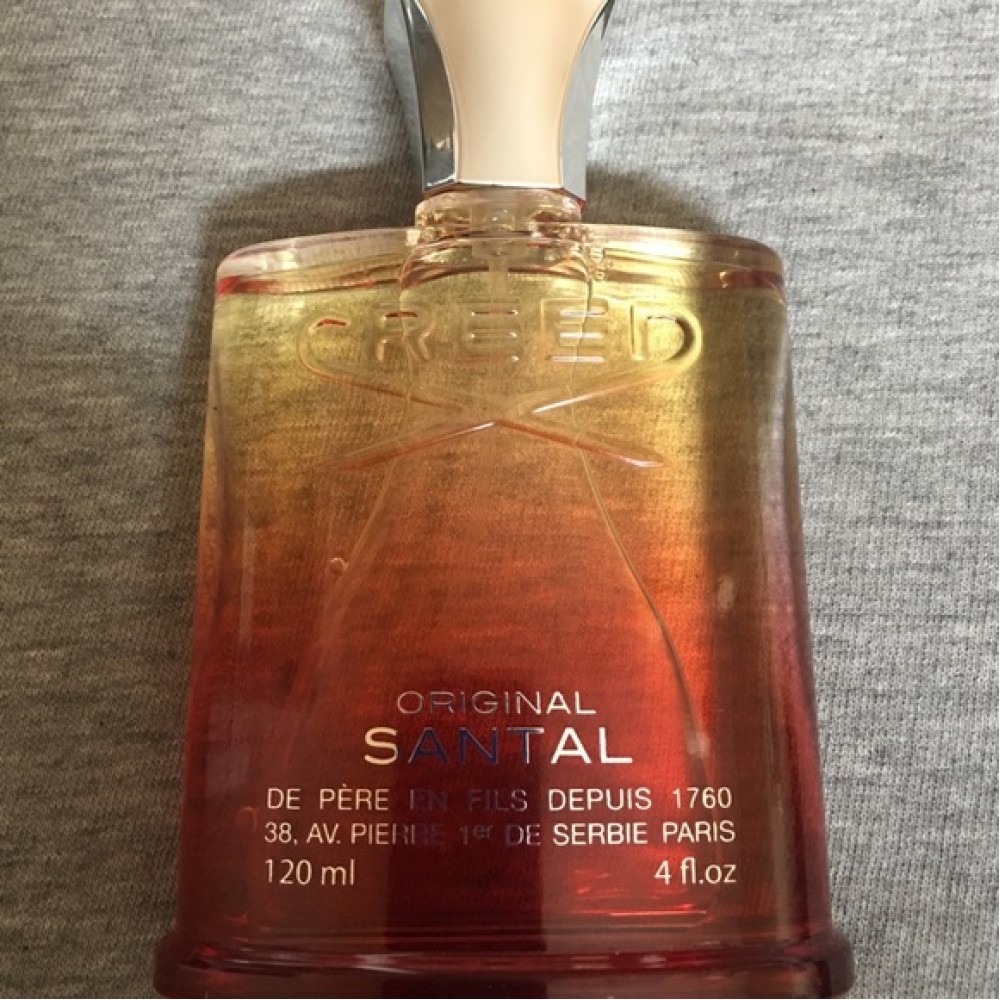 CREED
ORIGINAL
SANTAL
DE PÈRE EN FILS DEPUIS 1760
38, AV. PIERRE 1er DE SERBIE PARIS
120 ml 4 fl.oz